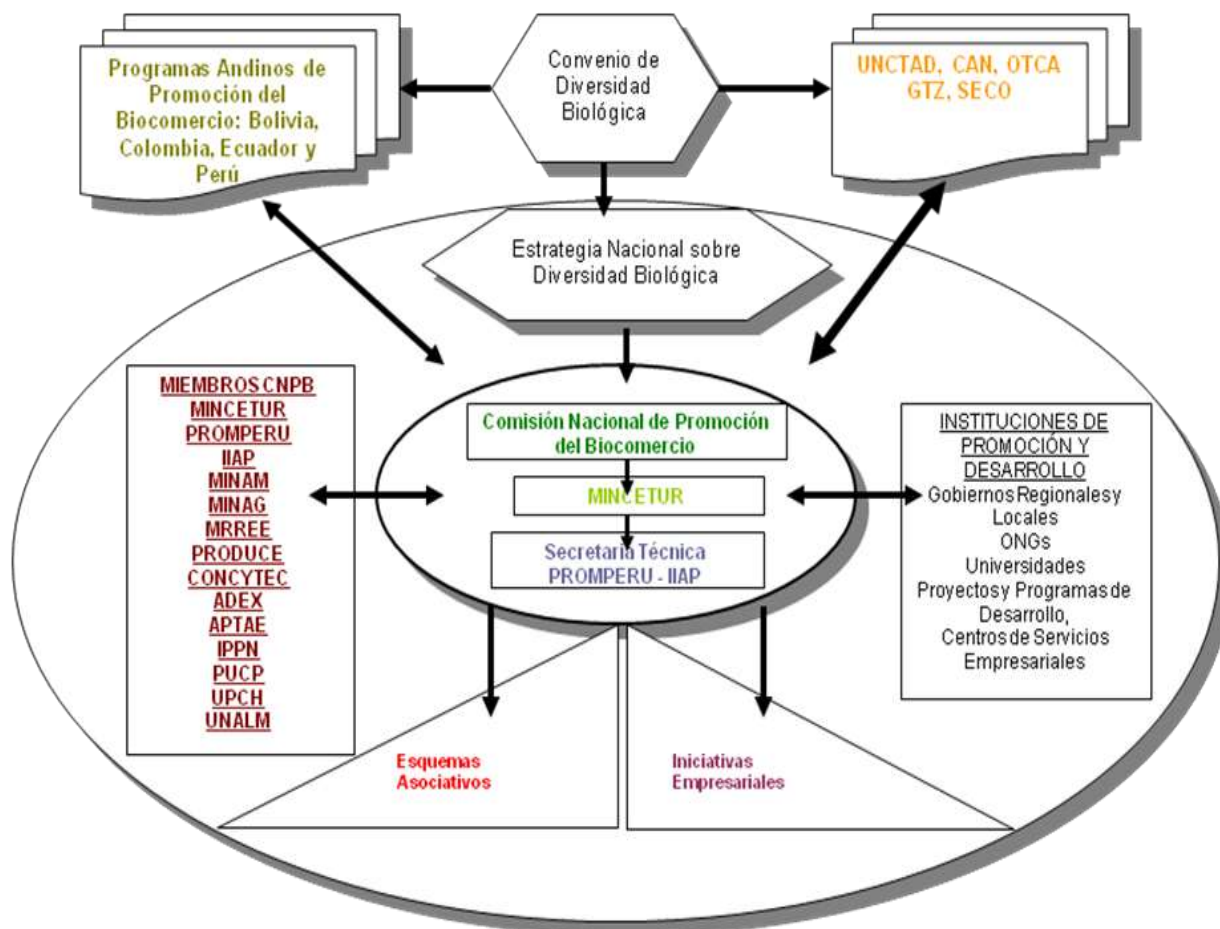 Programas Andinos de
Promoción del
Biocomercio: Bolivia,
Colombia, Ecuador y
Perú
Convenio de
Diversidad
Biológica
UNCTAD, CAN, OTCA
GTZ, SECO
Estrategia Nacional sobre
Diversidad Biológica
MIEMBROS CNPB
MINCETUR
PROMPERU
IIAP
MINAM
MINAG
MRREE
PRODUCE
CONCYTEC
ADEX
APTAE
IPPN
PUCP
UPCH
UNALM
Comisión Nacional de Promoción
del Biocomercio
MINCETUR
Secretaria Técnica
PROMPERU - IIAP
INSTITUCIONES DE
PROMOCIÓN Y
DESARROLLO
Gobiernos Regionales y
Locales
ONGs
Universidades
Proyectos y Programas de
Desarrollo,
Centros de Servicios
Empresariales
Esquemas
Asociativos
Iniciativas
Empresariales